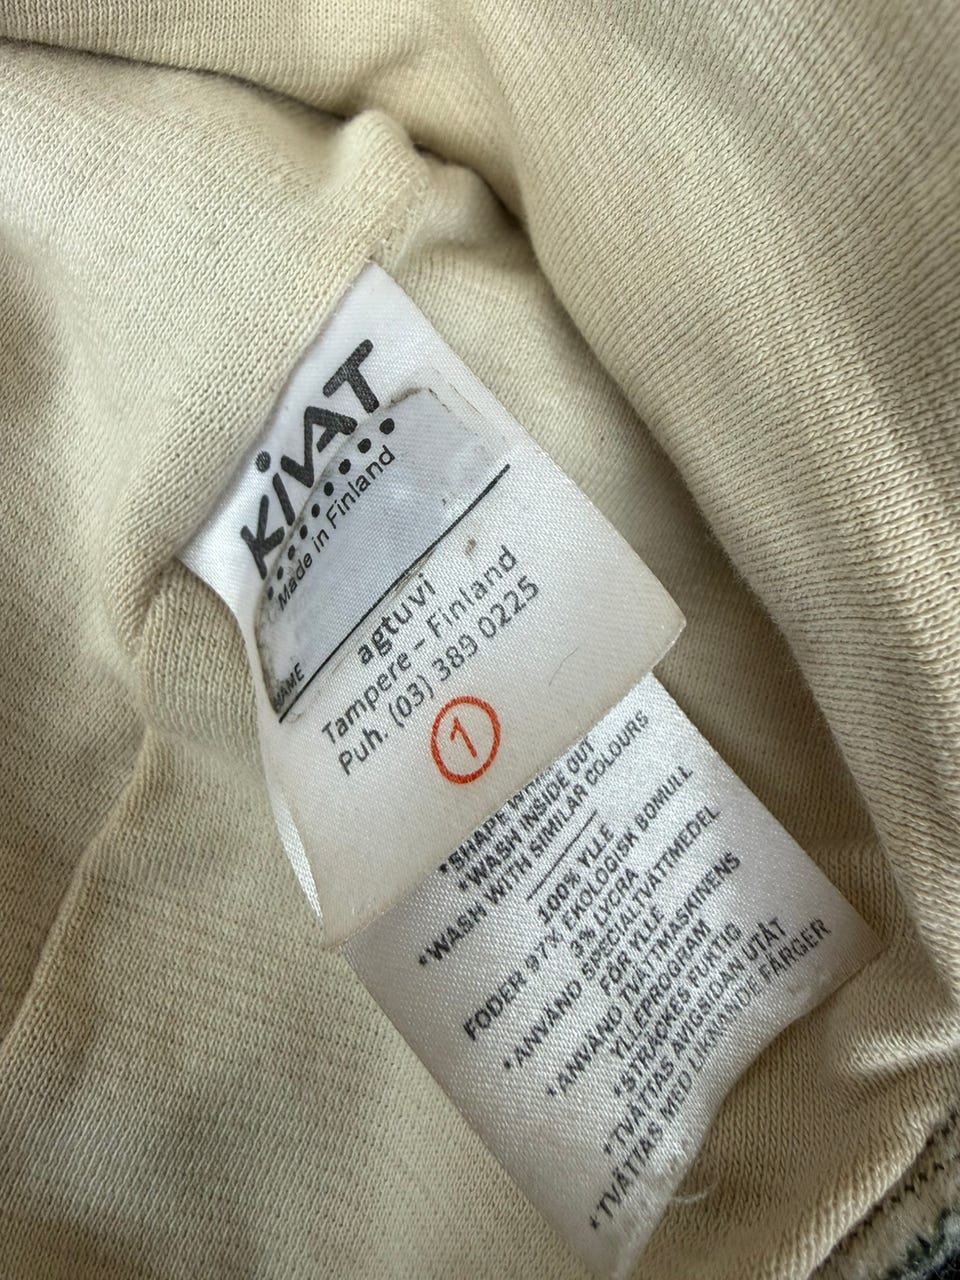 KiVAT
Made in Finland
NAME
agtuvi
Tampere – Finland
Puh. (03) 389 0225
1
*SHAPE
*WASH INSIDE OUT
*WASH WITH SIMILAR COLOURS
100% YLLE
FODER 97% EKOLOGISK BOMULL
3% LYCRA
*ANVÄND SPECIALTVÄTTMEDEL
FÖR YLLE
*ANVÄND TVÄTTMASKINENS
YLLEPROGRAM
*STRÄCKES FUKTIG
*TVÄTTAS AVIGSIDAN UTÅT
*TVÄTTAS MED LIKNANDE FÄRGER